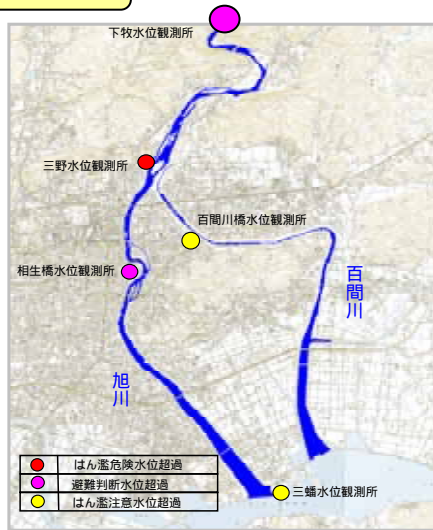 下牧水位観測所
三野水位観測所
百間川橋水位観測所
相生橋水位観測所
百間川
旭川
はん濫危険水位超過
避難判断水位超過
はん濫注意水位超過
三蟠水位観測所